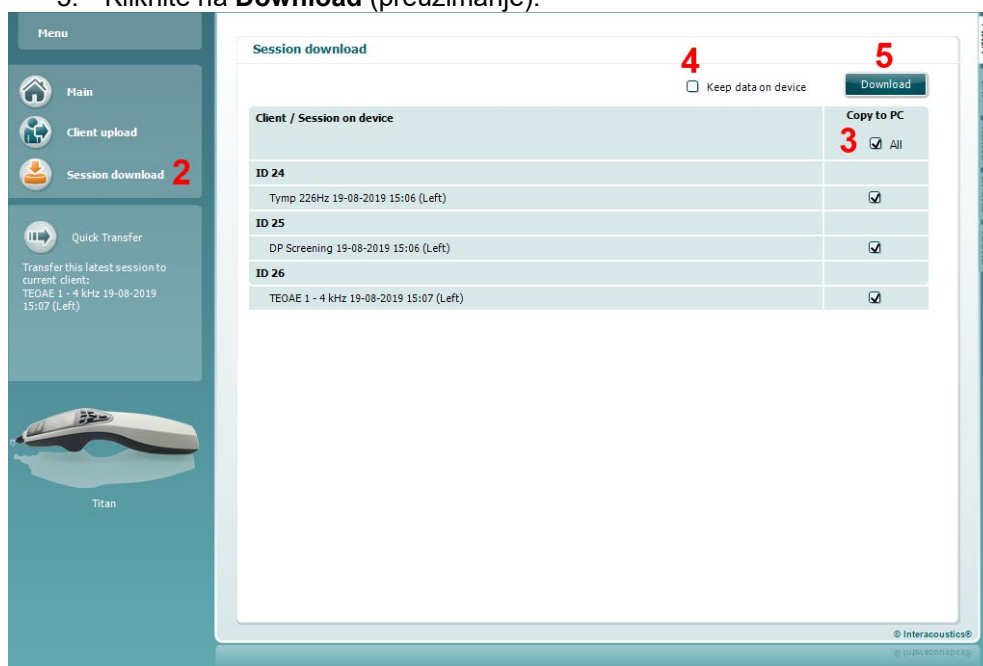 5. Kliknite na Download (preuzimanje).
Menu
Main
Client upload
Session download 2
Quick Transfer
Transfer this latest session to
current client:
TEOAE 1 - 4 kHz 19-08-2019
15:07 (Left)
Titan
Session download
4 5
Keep data on device Download
Client / Session on device Copy to PC
3 All
ID 24
Tymp 226Hz 19-08-2019 15:06 (Left)
ID 25
DP Screening 19-08-2019 15:06 (Left)
ID 26
TEOAE 1 - 4 kHz 19-08-2019 15:07 (Left)
© Interacoustics®